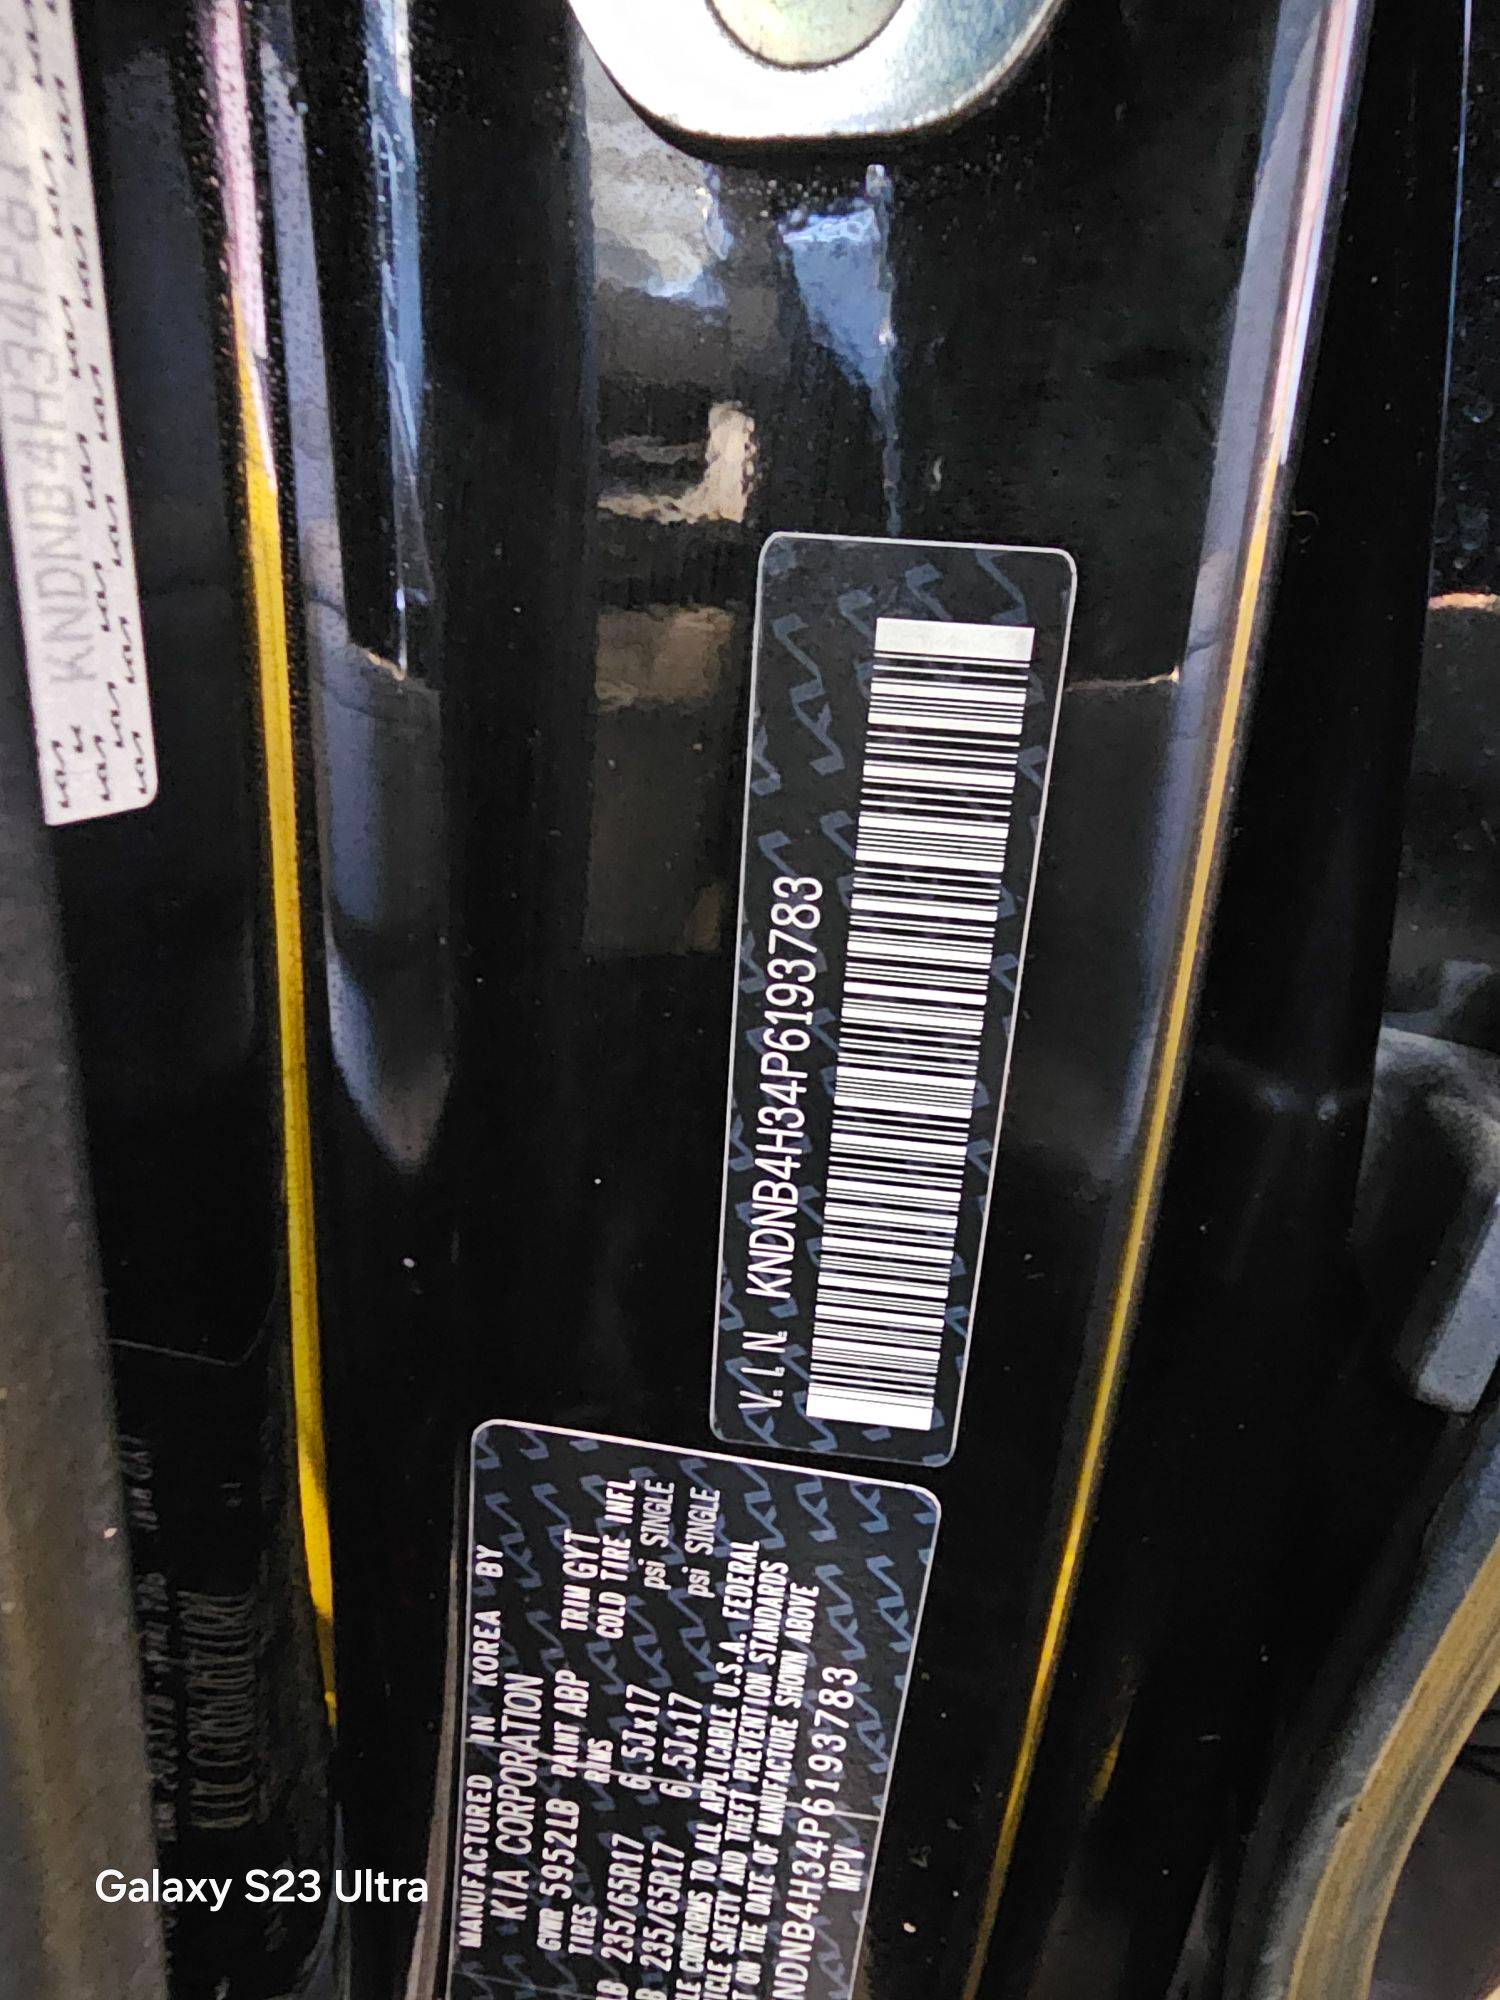 KNDNB4H34P61
V.I.N. KNDNB4H34P6193783
MANUFACTURED IN KOREA BY
KIA CORPORATION
GVWR 5952LB PAINT ABP TRIM GYT
TIRES RIMS COLD TIRE INFL
LB 235/65R17 6.5Jx17 psi SINGLE
B 235/65R17 6.5Jx17 psi SINGLE
CONFORMS TO ALL APPLICABLE U.S.A. FEDERAL
SAFETY AND THEFT PREVENTION STANDARDS
ON THE DATE OF MANUFACTURE SHOWN ABOVE
NDNB4H34P6193783
MPV
Galaxy S23 Ultra